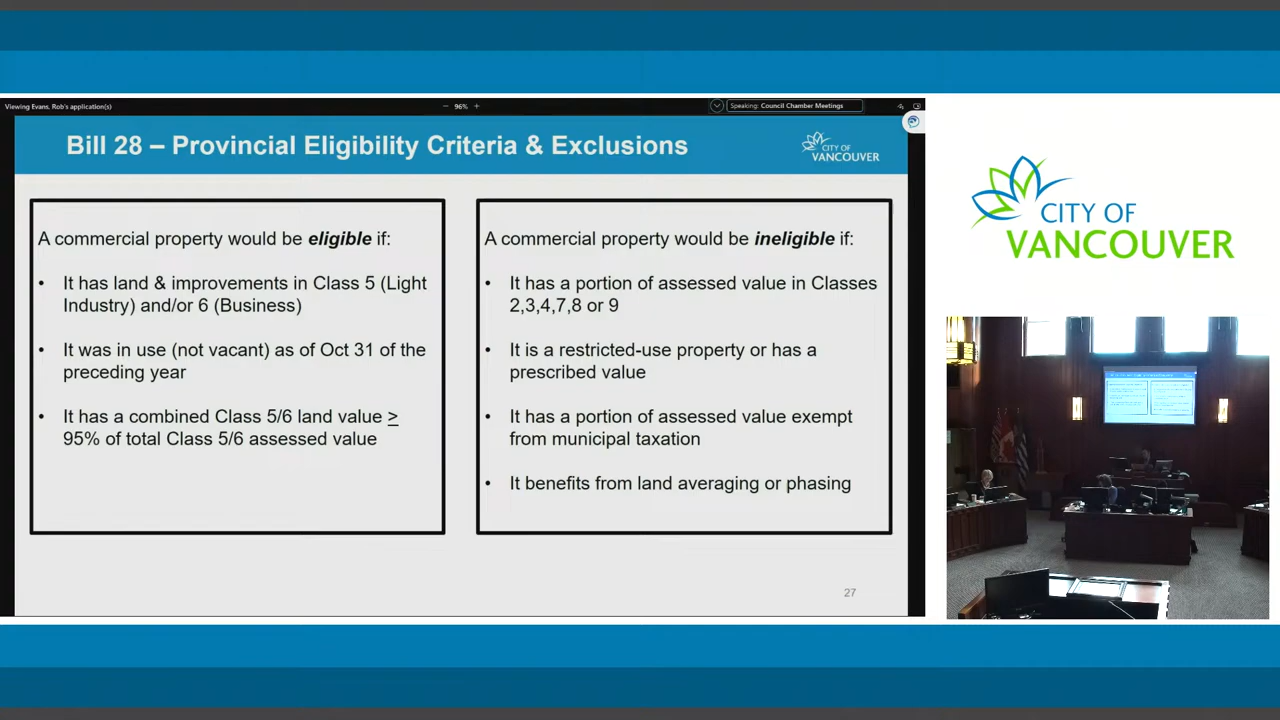 Viewing Evans, Rob's application(s)
— 96% +
Speaking: Council Chamber Meetings
Bill 28 – Provincial Eligibility Criteria & Exclusions
CITY OF
VANCOUVER
A commercial property would be eligible if:
• It has land & improvements in Class 5 (Light
Industry) and/or 6 (Business)
• It was in use (not vacant) as of Oct 31 of the
preceding year
• It has a combined Class 5/6 land value ≥
95% of total Class 5/6 assessed value
A commercial property would be ineligible if:
• It has a portion of assessed value in Classes
2,3,4,7,8 or 9
• It is a restricted-use property or has a
prescribed value
• It has a portion of assessed value exempt
from municipal taxation
• It benefits from land averaging or phasing
27
CITY OF
VANCOUVER